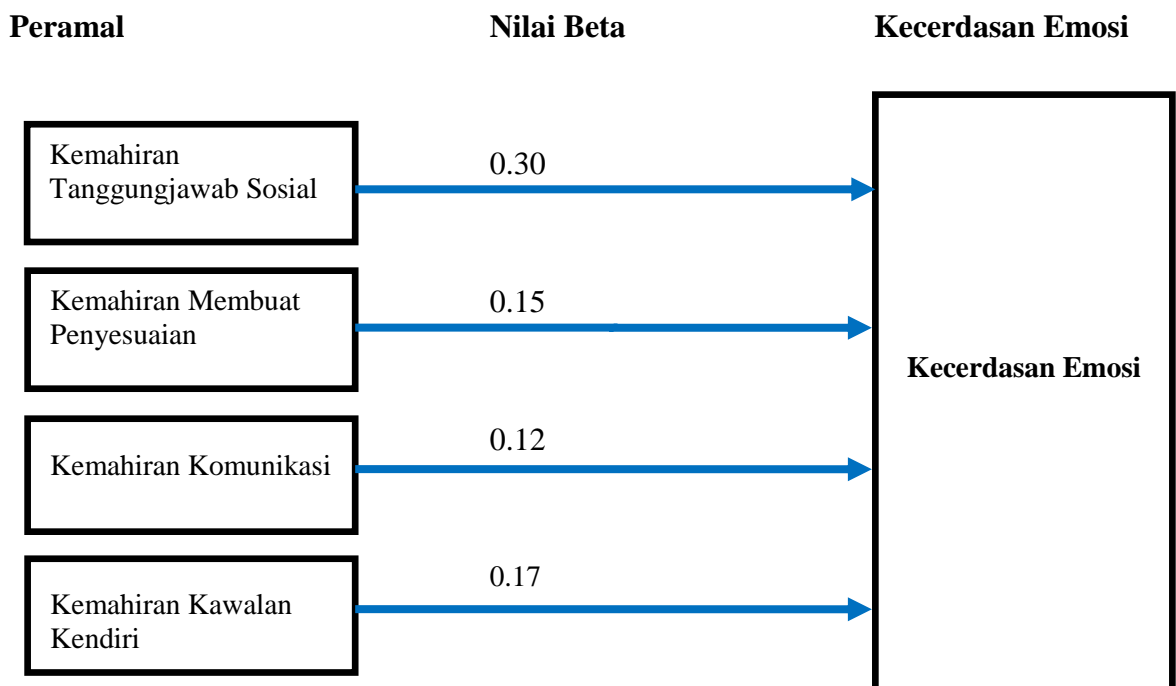 Peramal Nilai Beta Kecerdasan Emosi
Kemahiran
Tanggungjawab Sosial
0.30
Kemahiran Membuat
Penyesuaian
0.15
Kecerdasan Emosi
Kemahiran Komunikasi
0.12
Kemahiran Kawalan
Kendiri
0.17